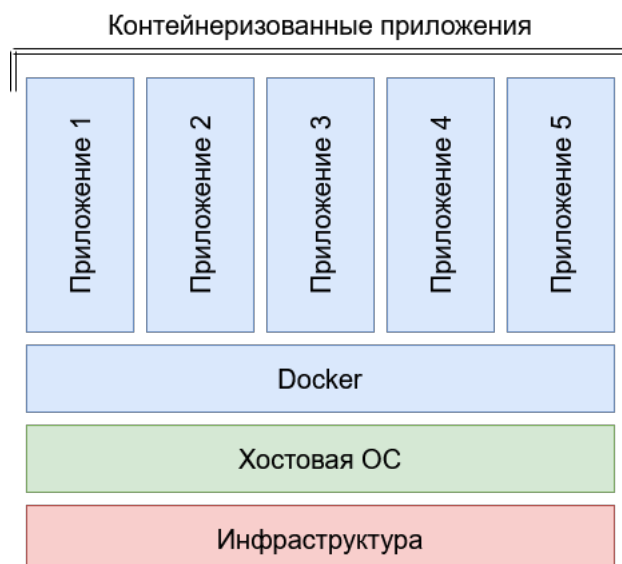 Контейнеризованные приложения
Приложение 1
Приложение 2
Приложение 3
Приложение 4
Приложение 5
Docker
Хостовая ОС
Инфраструктура